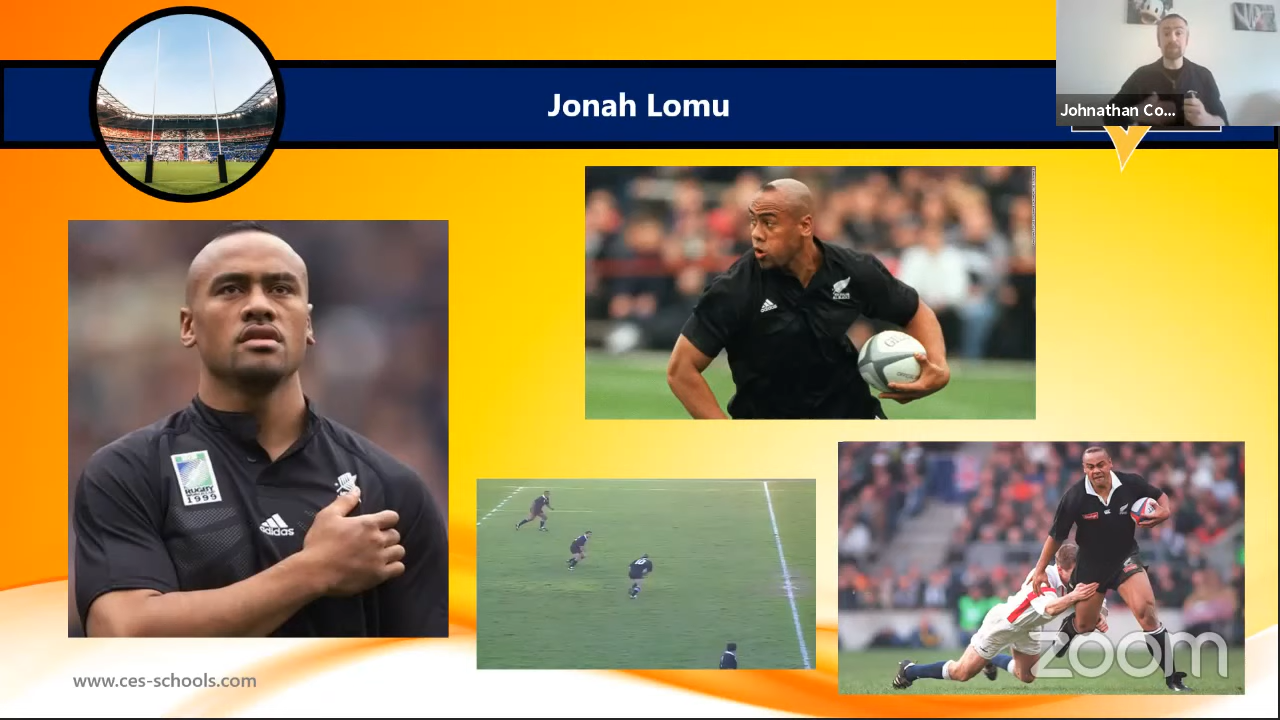 Jonah Lomu
Johnathan Co...
RUGBY
1999
adidas
www.ces-schools.com
zoom